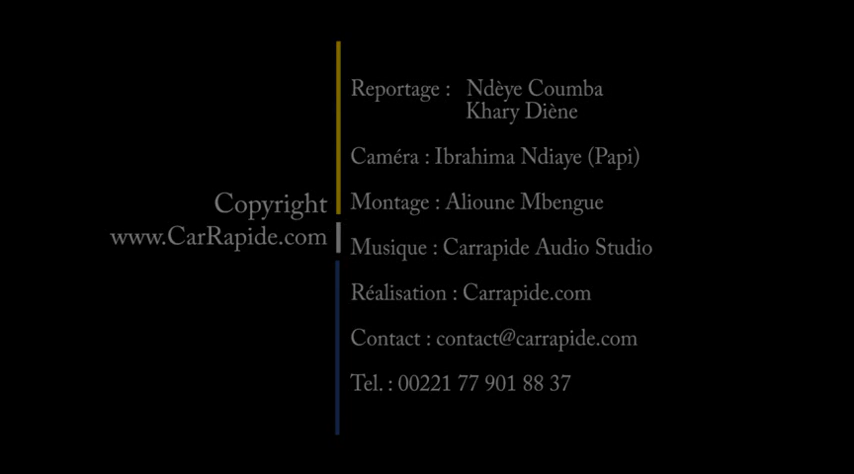 Copyright
www.CarRapide.com
Reportage : Ndèye Coumba
Khary Diène
Caméra : Ibrahima Ndiaye (Papi)
Montage : Alioune Mbengue
Musique : Carrapide Audio Studio
Réalisation : Carrapide.com
Contact : contact@carrapide.com
Tel. : 00221 77 901 88 37